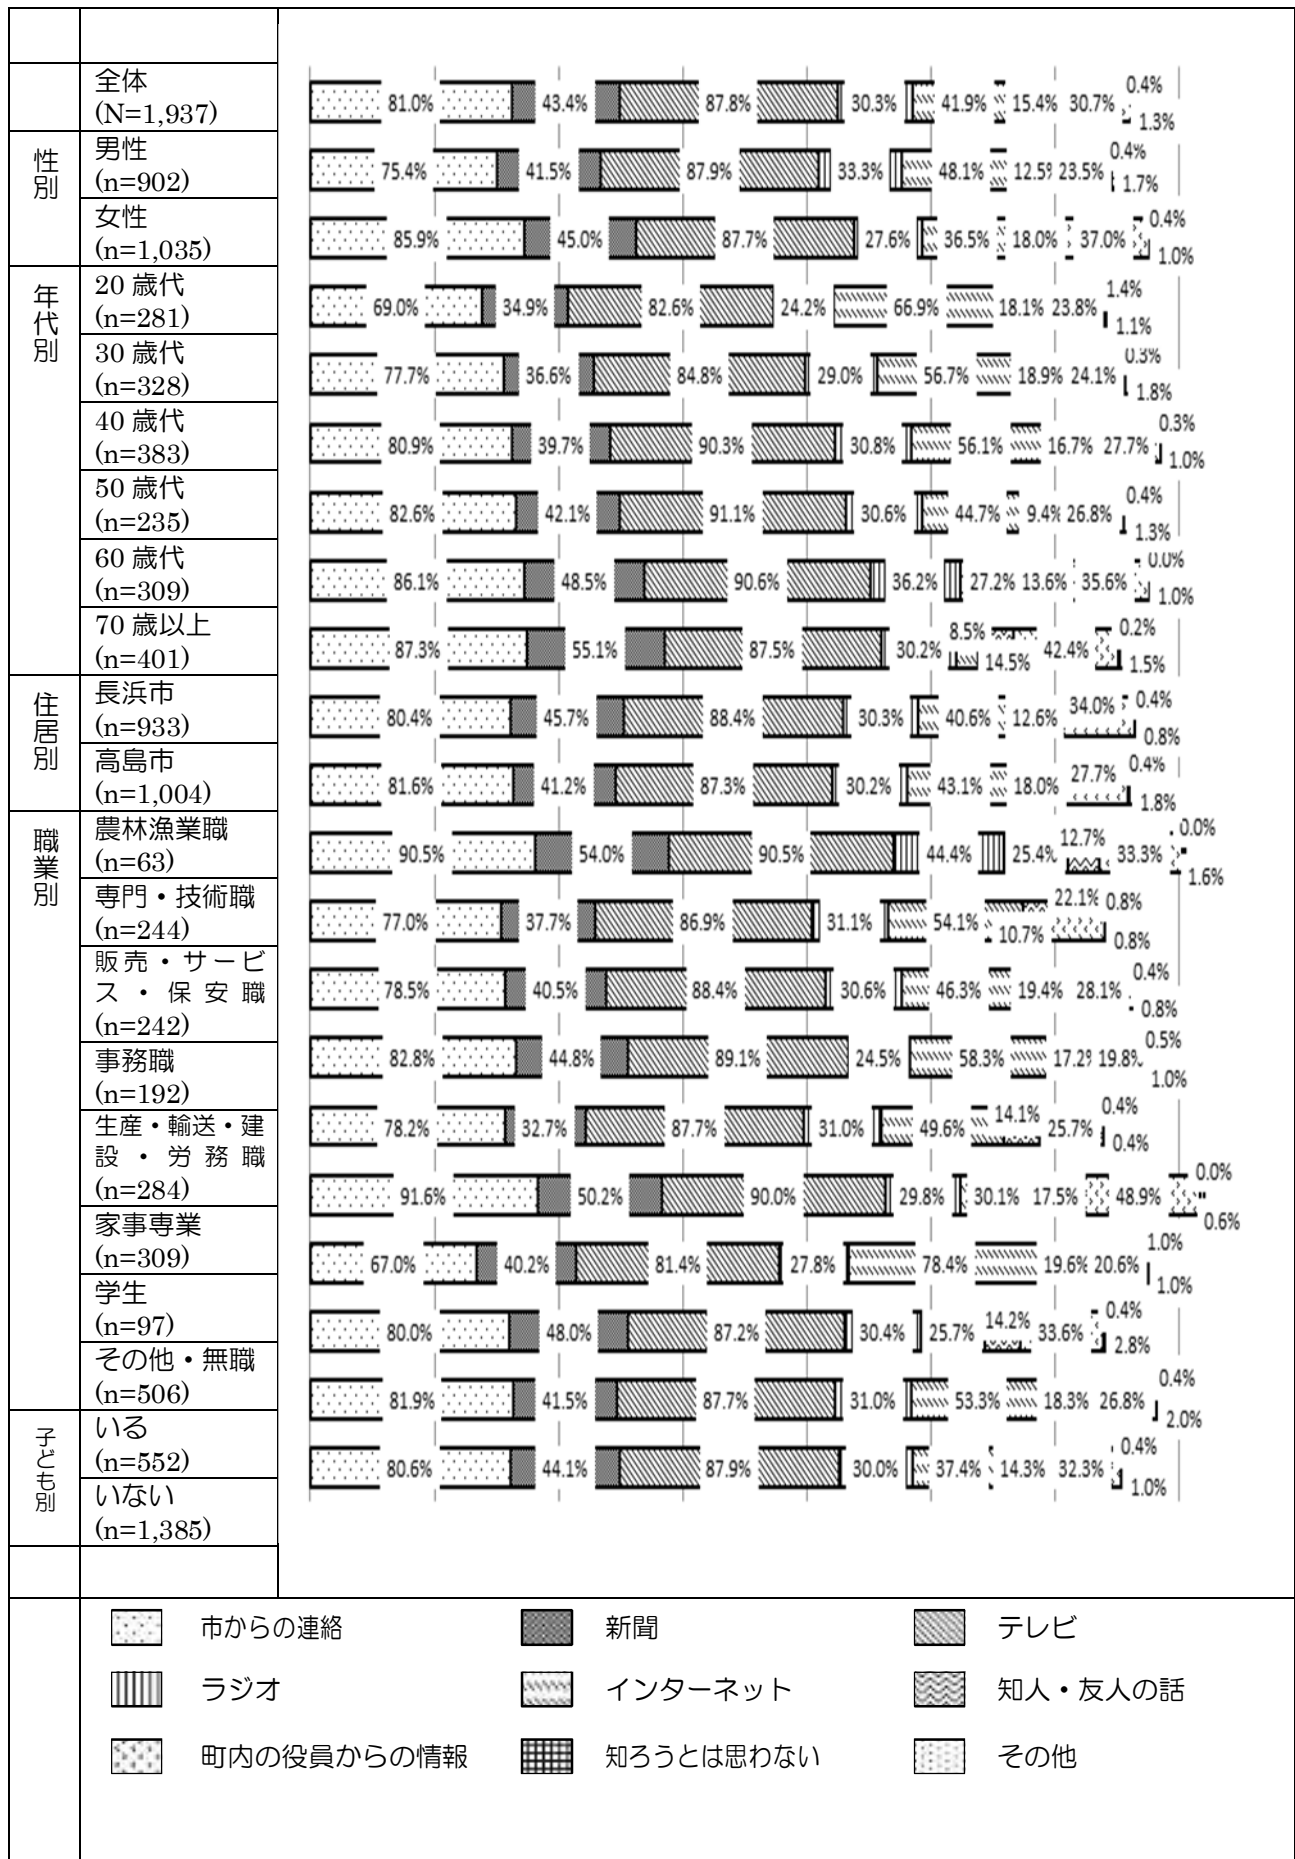 全体
(N=1,937)
81.0% 43.4% 87.8% 30.3% 41.9% 15.4% 30.7% 0.4% 1.3%
性別
男性
(n=902)
75.4% 41.5% 87.9% 33.3% 48.1% 12.5% 23.5% 0.4% 1.7%
女性
(n=1,035)
85.9% 45.0% 87.7% 27.6% 36.5% 18.0% 37.0% 0.4% 1.0%
年代別
20 歳代
(n=281)
69.0% 34.9% 82.6% 24.2% 66.9% 18.1% 23.8% 1.4% 1.1%
30 歳代
(n=328)
77.7% 36.6% 84.8% 29.0% 56.7% 18.9% 24.1% 0.3% 1.8%
40 歳代
(n=383)
80.9% 39.7% 90.3% 30.8% 56.1% 16.7% 27.7% 0.3% 1.0%
50 歳代
(n=235)
82.6% 42.1% 91.1% 30.6% 44.7% 9.4% 26.8% 0.4% 1.3%
60 歳代
(n=309)
86.1% 48.5% 90.6% 36.2% 27.2% 13.6% 35.6% 0.0% 1.0%
70 歳以上
(n=401)
87.3% 55.1% 87.5% 30.2% 8.5% 14.5% 42.4% 0.2% 1.5%
住居別
長浜市
(n=933)
80.4% 45.7% 88.4% 30.3% 40.6% 12.6% 34.0% 0.4% 0.8%
高島市
(n=1,004)
81.6% 41.2% 87.3% 30.2% 43.1% 18.0% 27.7% 0.4% 1.8%
職業別
農林漁業職
(n=63)
90.5% 54.0% 90.5% 44.4% 25.4% 12.7% 33.3% 0.0% 1.6%
専門・技術職
(n=244)
77.0% 37.7% 86.9% 31.1% 54.1% 10.7% 22.1% 0.8% 0.8%
販売・サービ
ス・保安職
(n=242)
78.5% 40.5% 88.4% 30.6% 46.3% 19.4% 28.1% 0.4% 0.8%
事務職
(n=192)
82.8% 44.8% 89.1% 24.5% 58.3% 17.2% 19.8% 0.5% 1.0%
生産・輸送・建
設・労務職
(n=284)
78.2% 32.7% 87.7% 31.0% 49.6% 14.1% 25.7% 0.4% 0.4%
家事専業
(n=309)
91.6% 50.2% 90.0% 29.8% 30.1% 17.5% 48.9% 0.0% 0.6%
学生
(n=97)
67.0% 40.2% 81.4% 27.8% 78.4% 19.6% 20.6% 1.0% 1.0%
その他・無職
(n=506)
80.0% 48.0% 87.2% 30.4% 25.7% 14.2% 33.6% 0.4% 2.8%
子ども別
いる
(n=552)
81.9% 41.5% 87.7% 31.0% 53.3% 18.3% 26.8% 0.4% 2.0%
いない
(n=1,385)
80.6% 44.1% 87.9% 30.0% 37.4% 14.3% 32.3% 0.4% 1.0%
市からの連絡 新聞 テレビ
ラジオ インターネット 知人・友人の話
町内の役員からの情報 知ろうとは思わない その他